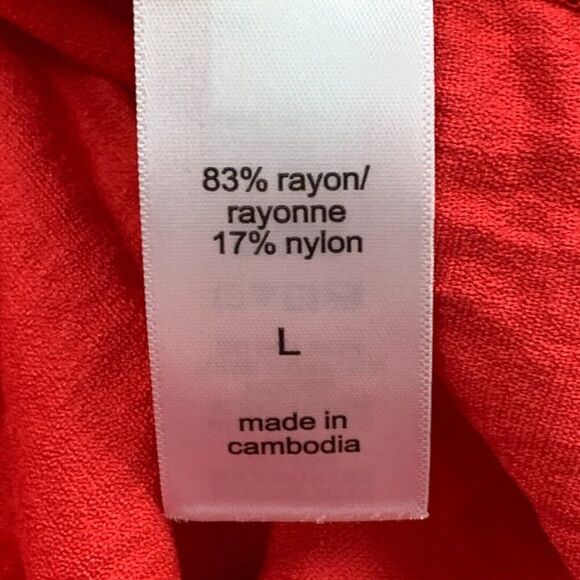 83% rayon/
rayonne
17% nylon
L
made in
cambodia